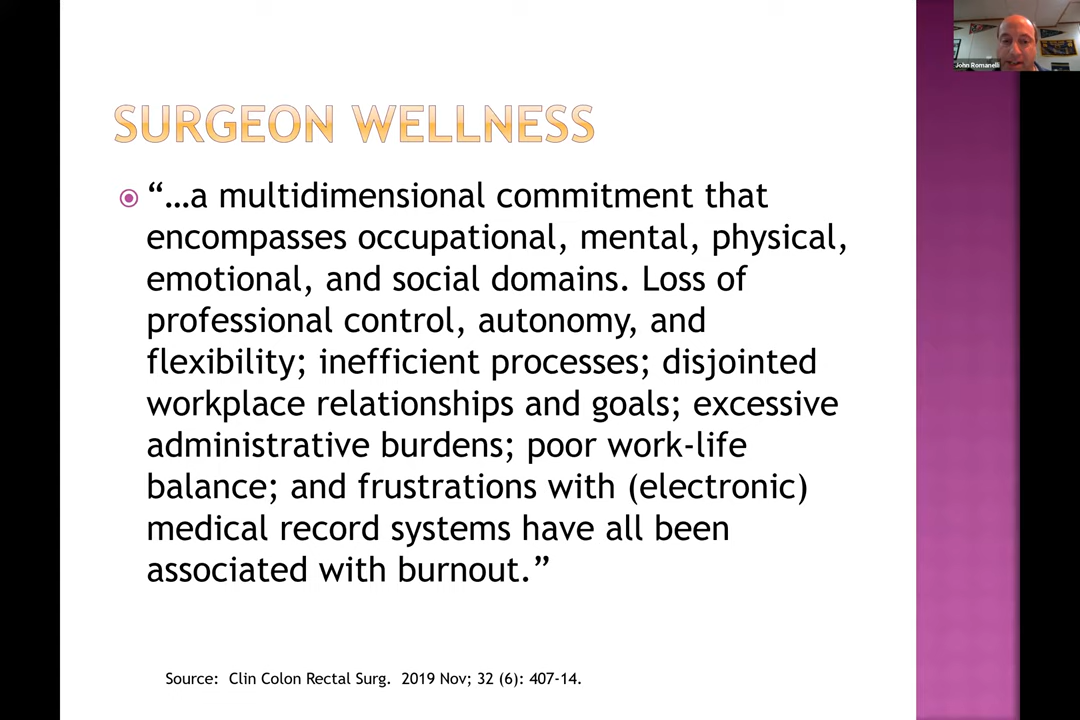 John Romanelli
SURGEON WELLNESS
“…a multidimensional commitment that
encompasses occupational, mental, physical,
emotional, and social domains. Loss of
professional control, autonomy, and
flexibility; inefficient processes; disjointed
workplace relationships and goals; excessive
administrative burdens; poor work-life
balance; and frustrations with (electronic)
medical record systems have all been
associated with burnout.”
Source: Clin Colon Rectal Surg. 2019 Nov; 32 (6): 407-14.